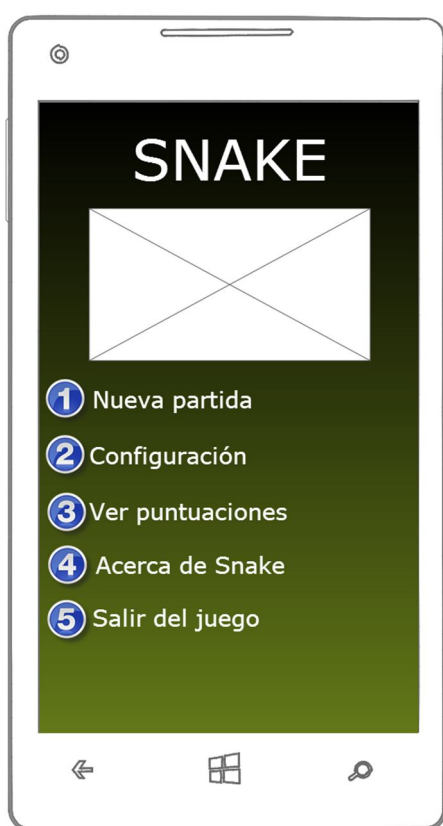 SNAKE
1 Nueva partida
2 Configuración
3 Ver puntuaciones
4 Acerca de Snake
5 Salir del juego